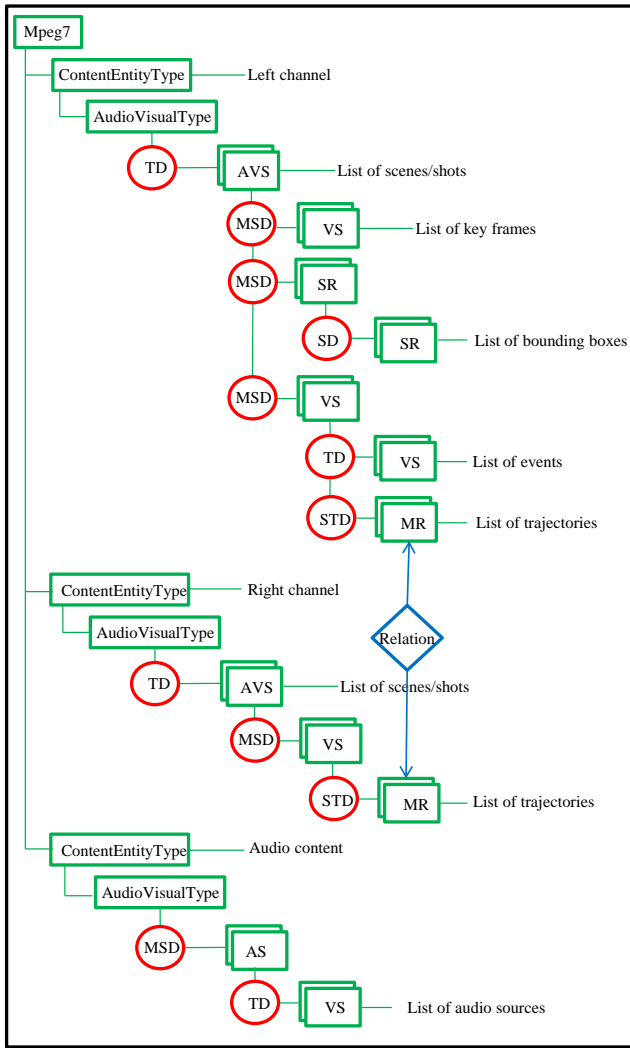 Mpeg7
ContentEntityType Left channel
AudioVisualType
TD AVS List of scenes/shots
MSD VS List of key frames
MSD SR
SD SR List of bounding boxes
MSD VS
TD VS List of events
STD MR List of trajectories
ContentEntityType Right channel
AudioVisualType Relation
TD AVS List of scenes/shots
MSD VS
STD MR List of trajectories
ContentEntityType Audio content
AudioVisualType
MSD AS
TD VS List of audio sources